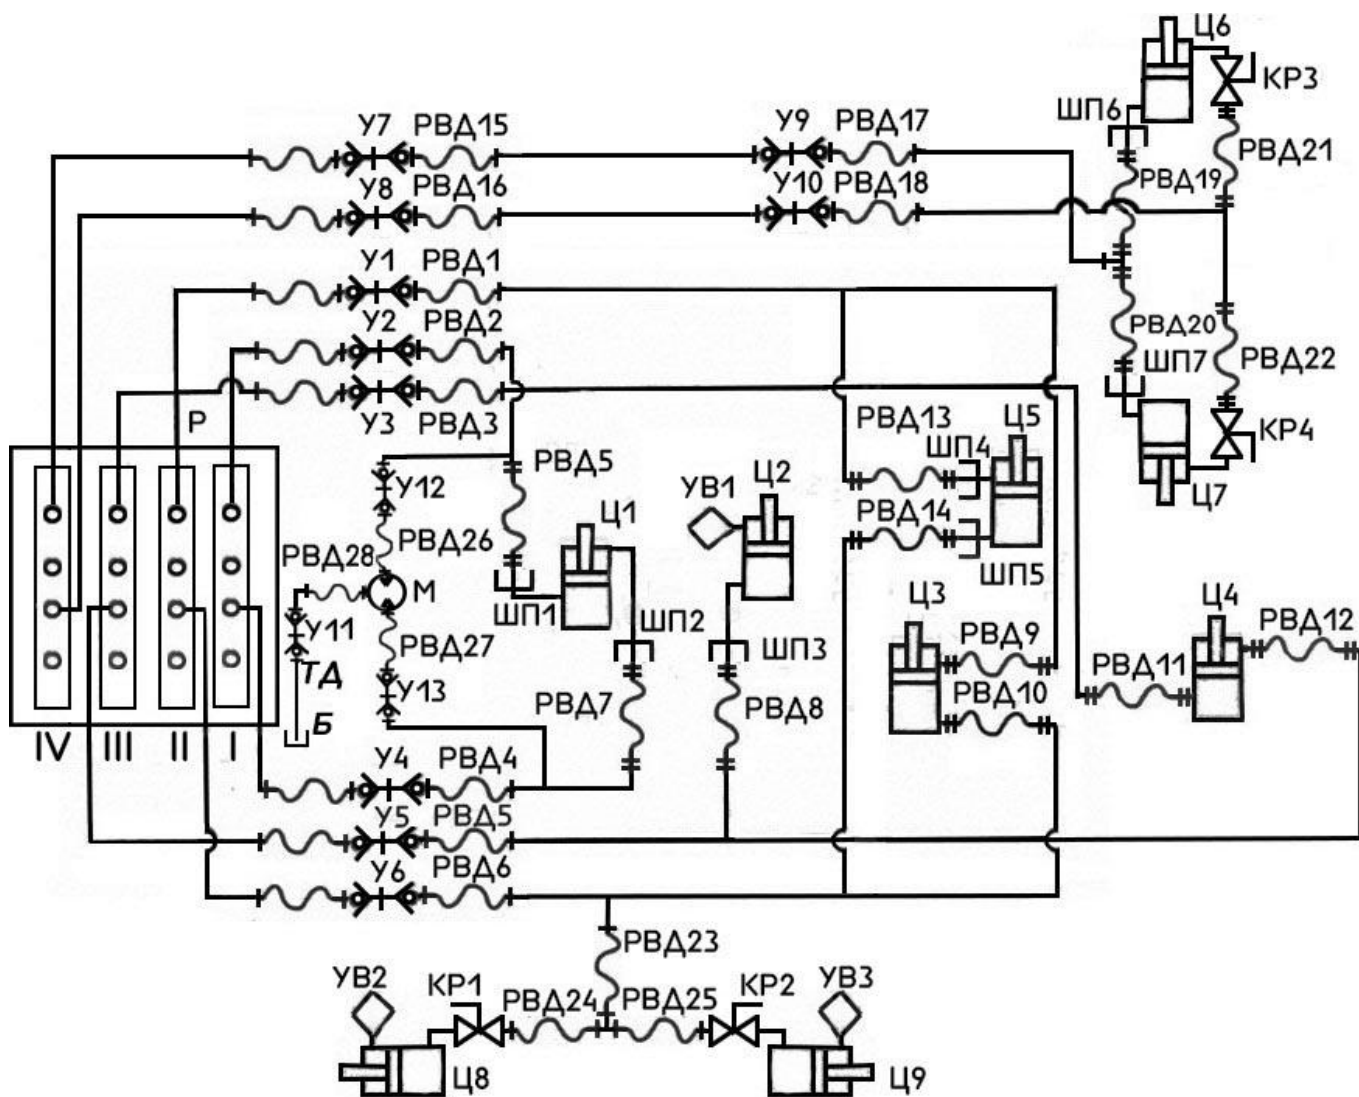 Ц6
КР3
ШП6
У7 РВД15
У9 РВД17
РВД21
У8 РВД16
У10 РВД18
РВД19
У1 РВД1
У2 РВД2
РВД20
ШП7
РВД22
У3 РВД3
Р
РВД13
Ц5
ШП4
КР4
РВД5
У12
УВ1
Ц2
Ц7
Ц1
РВД14
РВД28
РВД26
М
ШП5
ШП1
ШП2
Ц3
Ц4
У11
РВД27
ШП3
РВД9
РВД12
ТД
У13
РВД11
Б
РВД7
РВД8
РВД10
IV III II I
У4 РВД4
У5 РВД5
У6 РВД6
РВД23
УВ2
КР1
РВД24
РВД25
КР2
УВ3
Ц8
Ц9